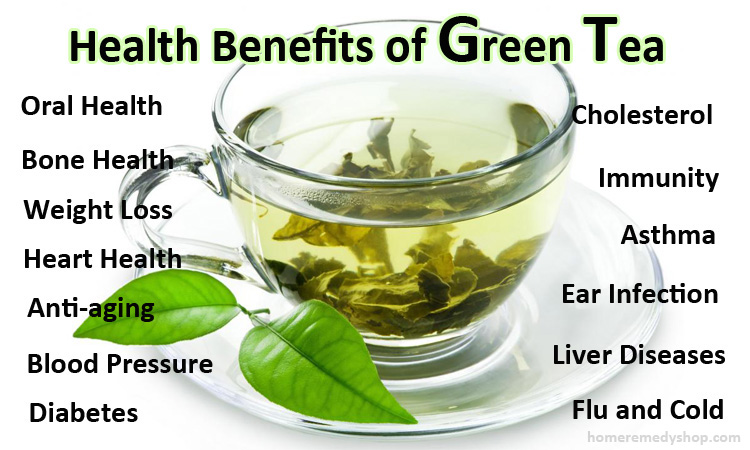 Health Benefits of Green Tea
Oral Health
Bone Health
Weight Loss
Heart Health
Anti-aging
Blood Pressure
Diabetes
Cholesterol
Immunity
Asthma
Ear Infection
Liver Diseases
Flu and Cold
homeremedyshop.com